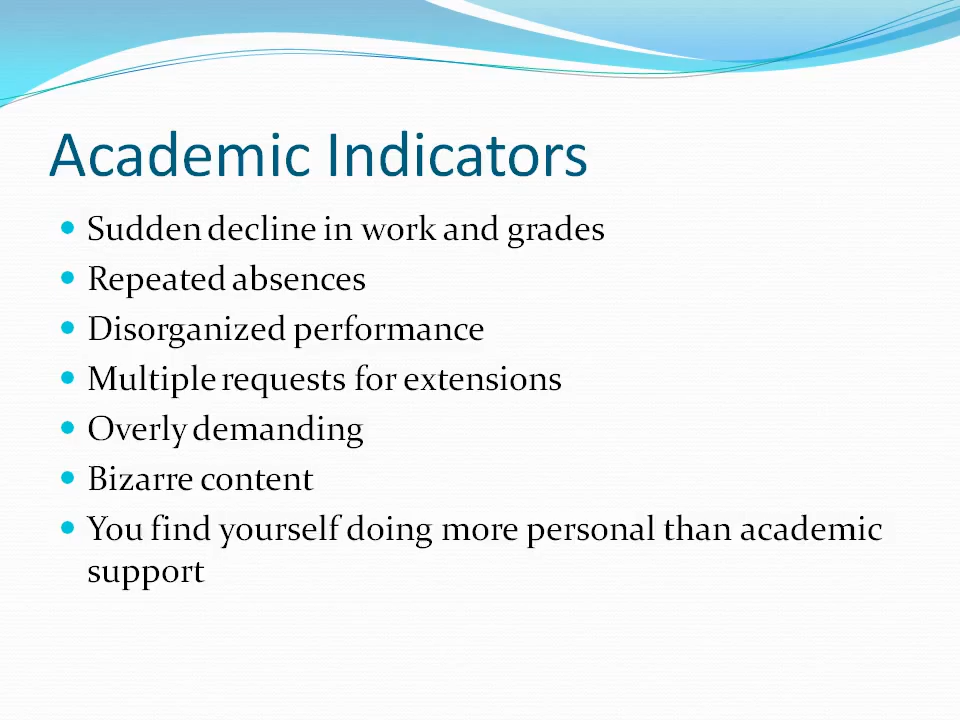 Academic Indicators
Sudden decline in work and grades
Repeated absences
Disorganized performance
Multiple requests for extensions
Overly demanding
Bizarre content
You find yourself doing more personal than academic
support